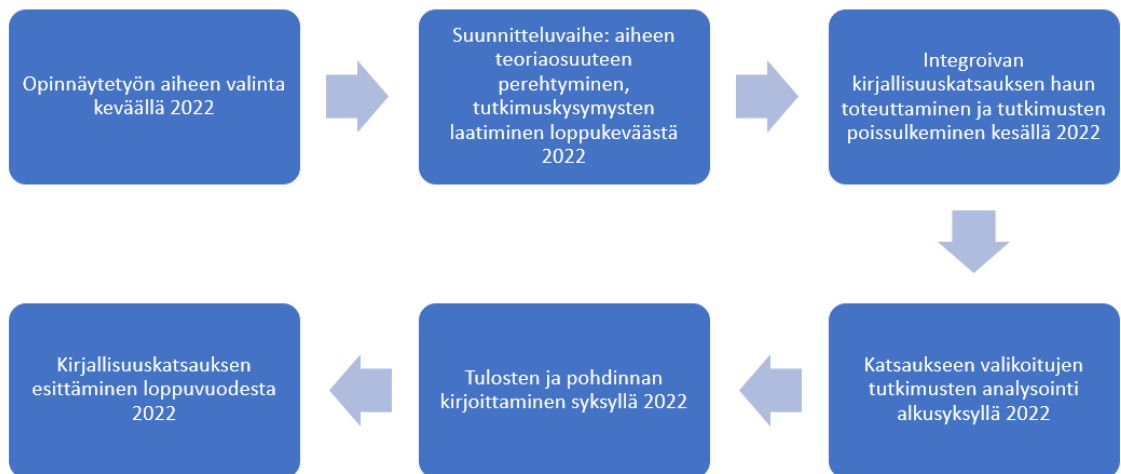 Opinnäytetyön aiheen valinta
keväällä 2022
Suunnitteluvaihe: aiheen
teoriaosuuteen
perehtyminen,
tutkimuskysymysten
laatiminen loppukeväästä
2022
Integroivan
kirjallisuuskatsauksen haun
toteuttaminen ja tutkimusten
poissulkeminen kesällä 2022
Katsaukseen valikoitujen
tutkimusten analysointi
alkusyksyllä 2022
Tulosten ja pohdinnan
kirjoittaminen syksyllä 2022
Kirjallisuuskatsauksen
esittäminen loppuvuodesta
2022